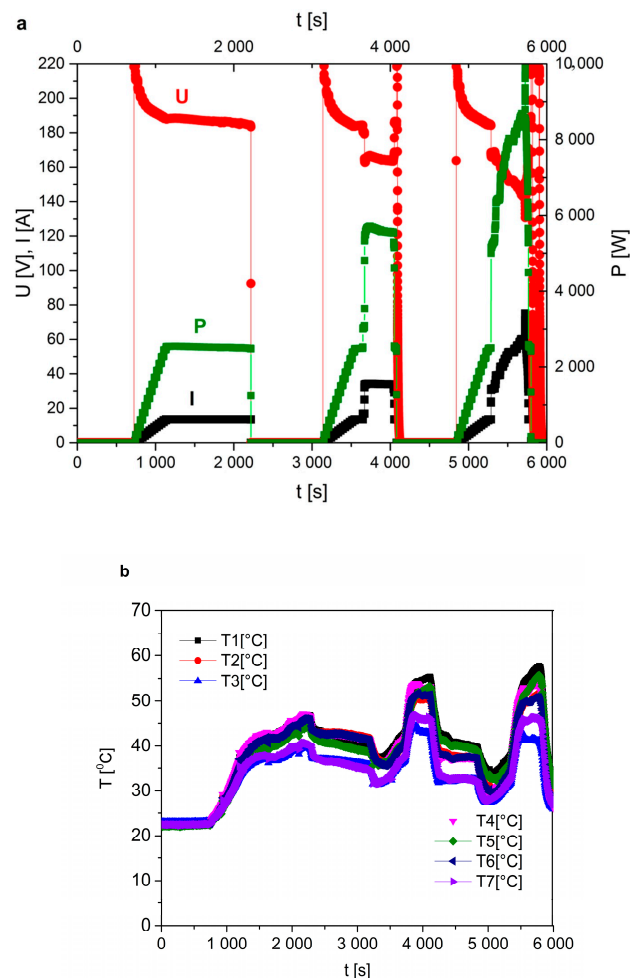 t [s]
a
0 2 000 4 000 6 000
220 10,000
200
180 8,000
160
140 6,000
120
100
80 4,000
60
40 2,000
20
0 0
U
P
I
U [V], I [A]
P [W]
0 1 000 2 000 3 000 4 000 5 000 6 000
t [s]
b
70
60
50
40
30
20
10
0
T1[°C]
T2[°C]
T3[°C]
T [⁰C]
T4[°C]
T5[°C]
T6[°C]
T7[°C]
0 1 000 2 000 3 000 4 000 5 000 6 000
t [s]